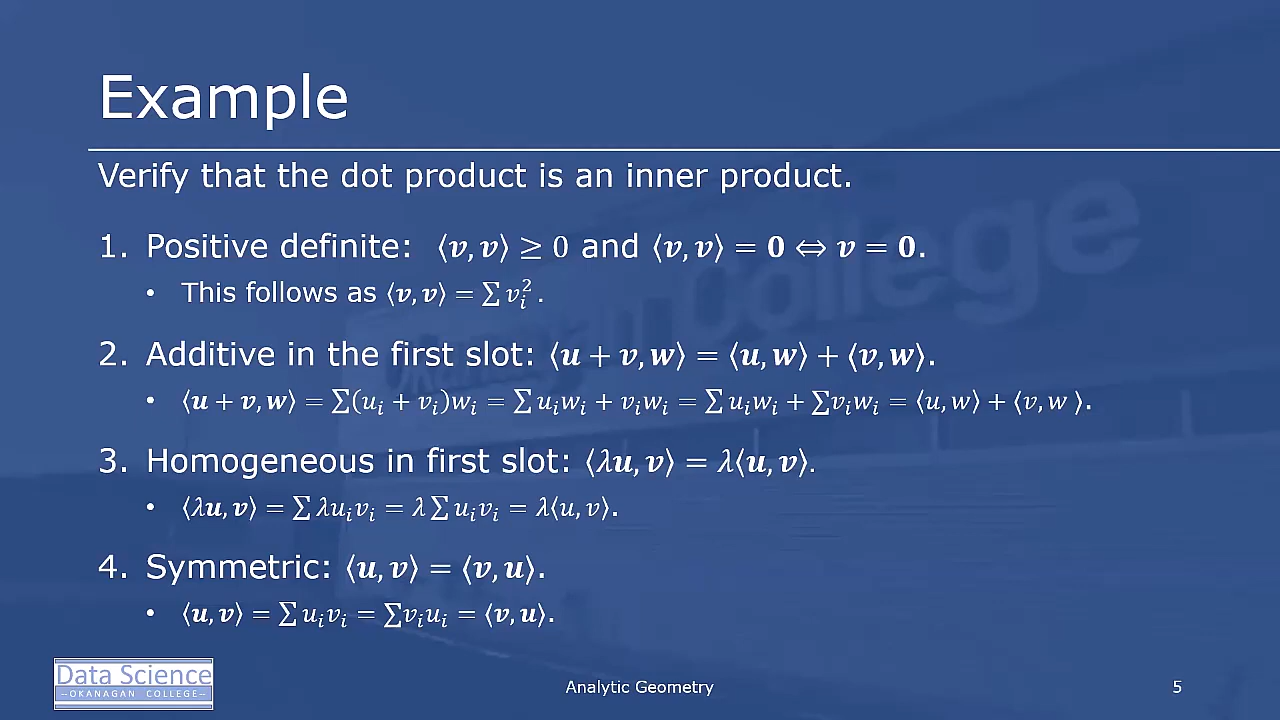 Example
Verify that the dot product is an inner product.
1. Positive definite: ⟨𝒗, 𝒗⟩ ≥ 0 and ⟨𝒗, 𝒗⟩ = 𝟎 ⇔ 𝒗 = 𝟎.
• This follows as ⟨𝒗, 𝒗⟩ = ∑ 𝑣ᵢ².
2. Additive in the first slot: ⟨𝒖 + 𝒗, 𝒘⟩ = ⟨𝒖, 𝒘⟩ + ⟨𝒗, 𝒘⟩.
• ⟨𝒖 + 𝒗, 𝒘⟩ = ∑(𝑢ᵢ + 𝑣ᵢ)𝑤ᵢ = ∑ 𝑢ᵢ𝑤ᵢ + 𝑣ᵢ𝑤ᵢ = ∑ 𝑢ᵢ𝑤ᵢ + ∑𝑣ᵢ𝑤ᵢ = ⟨𝑢, 𝑤⟩ + ⟨𝑣, 𝑤 ⟩.
3. Homogeneous in first slot: ⟨𝜆𝒖, 𝒗⟩ = 𝜆⟨𝒖, 𝒗⟩.
• ⟨𝜆𝒖, 𝒗⟩ = ∑ 𝜆𝑢ᵢ𝑣ᵢ = 𝜆 ∑ 𝑢ᵢ𝑣ᵢ = 𝜆⟨𝑢, 𝑣⟩.
4. Symmetric: ⟨𝒖, 𝒗⟩ = ⟨𝒗, 𝒖⟩.
• ⟨𝒖, 𝒗⟩ = ∑ 𝑢ᵢ𝑣ᵢ = ∑𝑣ᵢ𝑢ᵢ = ⟨𝒗, 𝒖⟩.
Okanagan College
Data Science
–OKANAGAN COLLEGE–
Analytic Geometry
5